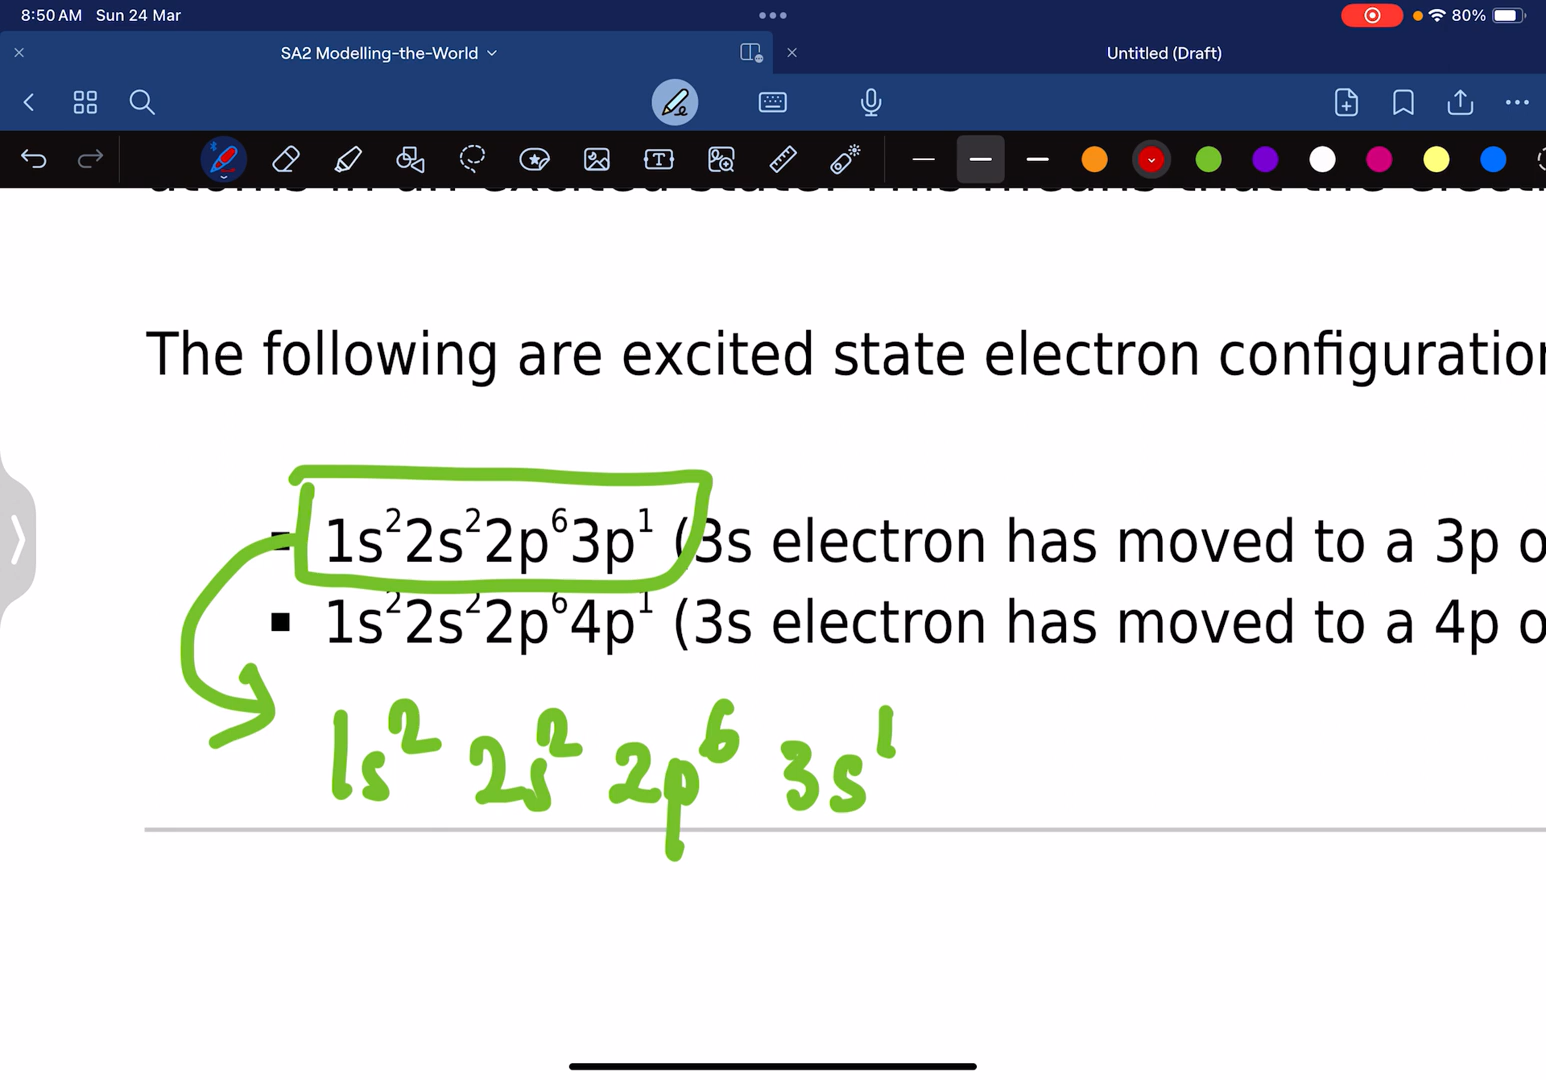 8:50 AM Sun 24 Mar
80%
SA2 Modelling-the-World
Untitled (Draft)
The following are excited state electron
1s²2s²2p⁶3p¹ (3s electron has moved to a 3p
1s²2s²2p⁶4p¹ (3s electron has moved to a 4p
1s² 2s² 2p⁶ 3s¹